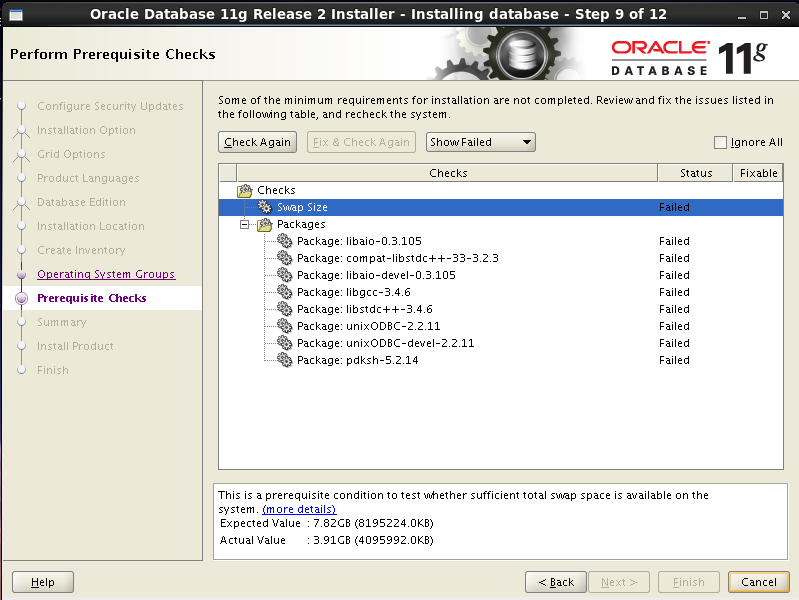 Oracle Database 11g Release 2 Installer - Installing database - Step 9 of 12
Perform Prerequisite Checks
ORACLE
DATABASE
11g
Configure Security Updates
Installation Option
Grid Options
Product Languages
Database Edition
Installation Location
Create Inventory
Operating System Groups
Prerequisite Checks
Summary
Install Product
Finish
Some of the minimum requirements for installation are not completed. Review and fix the issues listed in
the following table, and recheck the system.
Check Again Fix & Check Again Show Failed Ignore All
Checks Status Fixable
Checks
Swap Size Failed
Packages
Package: libaio-0.3.105 Failed
Package: compat-libstdc++-33-3.2.3 Failed
Package: libaio-devel-0.3.105 Failed
Package: libgcc-3.4.6 Failed
Package: libstdc++-3.4.6 Failed
Package: unixODBC-2.2.11 Failed
Package: unixODBC-devel-2.2.11 Failed
Package: pdksh-5.2.14 Failed
This is a prerequisite condition to test whether sufficient total swap space is available on the
system. (more details)
Expected Value : 7.82GB (8195224.0KB)
Actual Value : 3.91GB (4095992.0KB)
Help < Back Next > Finish Cancel